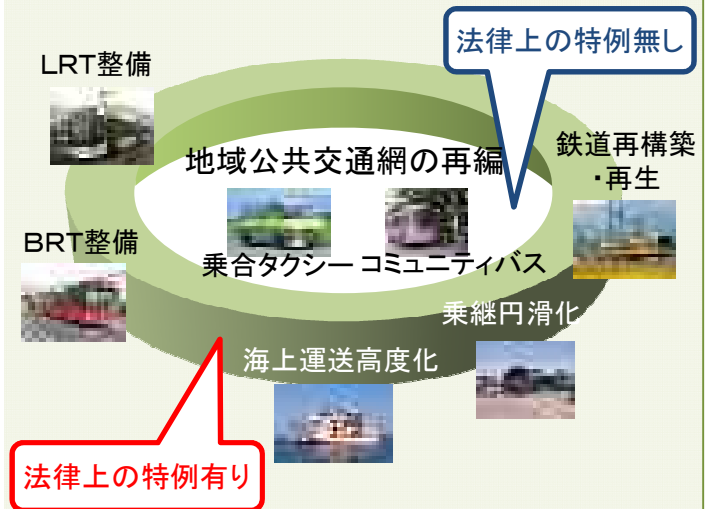 法律上の特例無し
LRT整備
地域公共交通網の再編
鉄道再構築
・再生
BRT整備
乗合タクシー コミュニティバス
乗継円滑化
海上運送高度化
法律上の特例有り